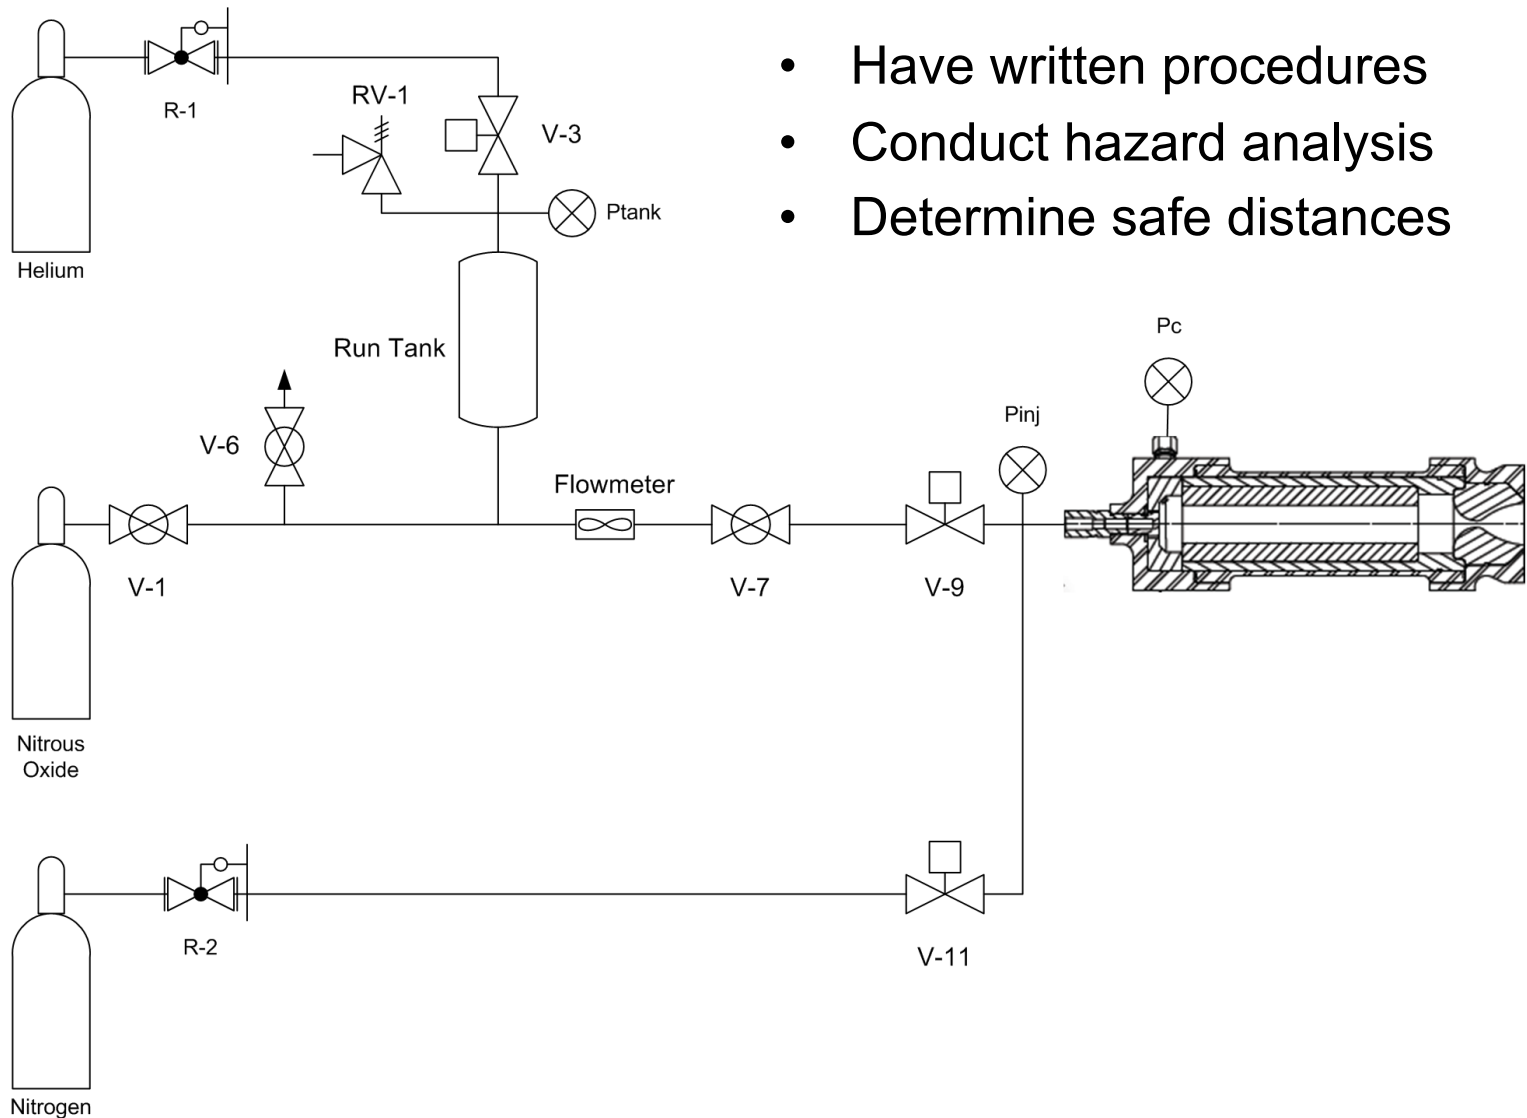 • Have written procedures
• Conduct hazard analysis
• Determine safe distances
R-1
RV-1
V-3
Ptank
Helium
Run Tank
Pc
Pinj
V-6
Flowmeter
V-1
V-7
V-9
Nitrous
Oxide
R-2
V-11
Nitrogen